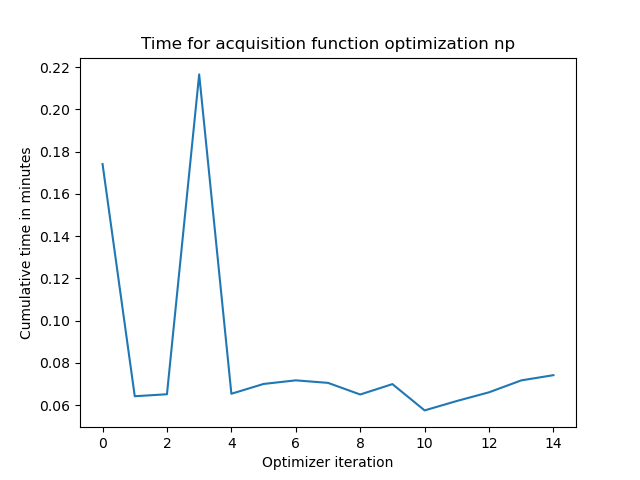 Time for acquisition function optimization np
0.22
0.20
0.18
0.16
0.14
0.12
0.10
0.08
0.06
Cumulative time in minutes
0 2 4 6 8 10 12 14
Optimizer iteration